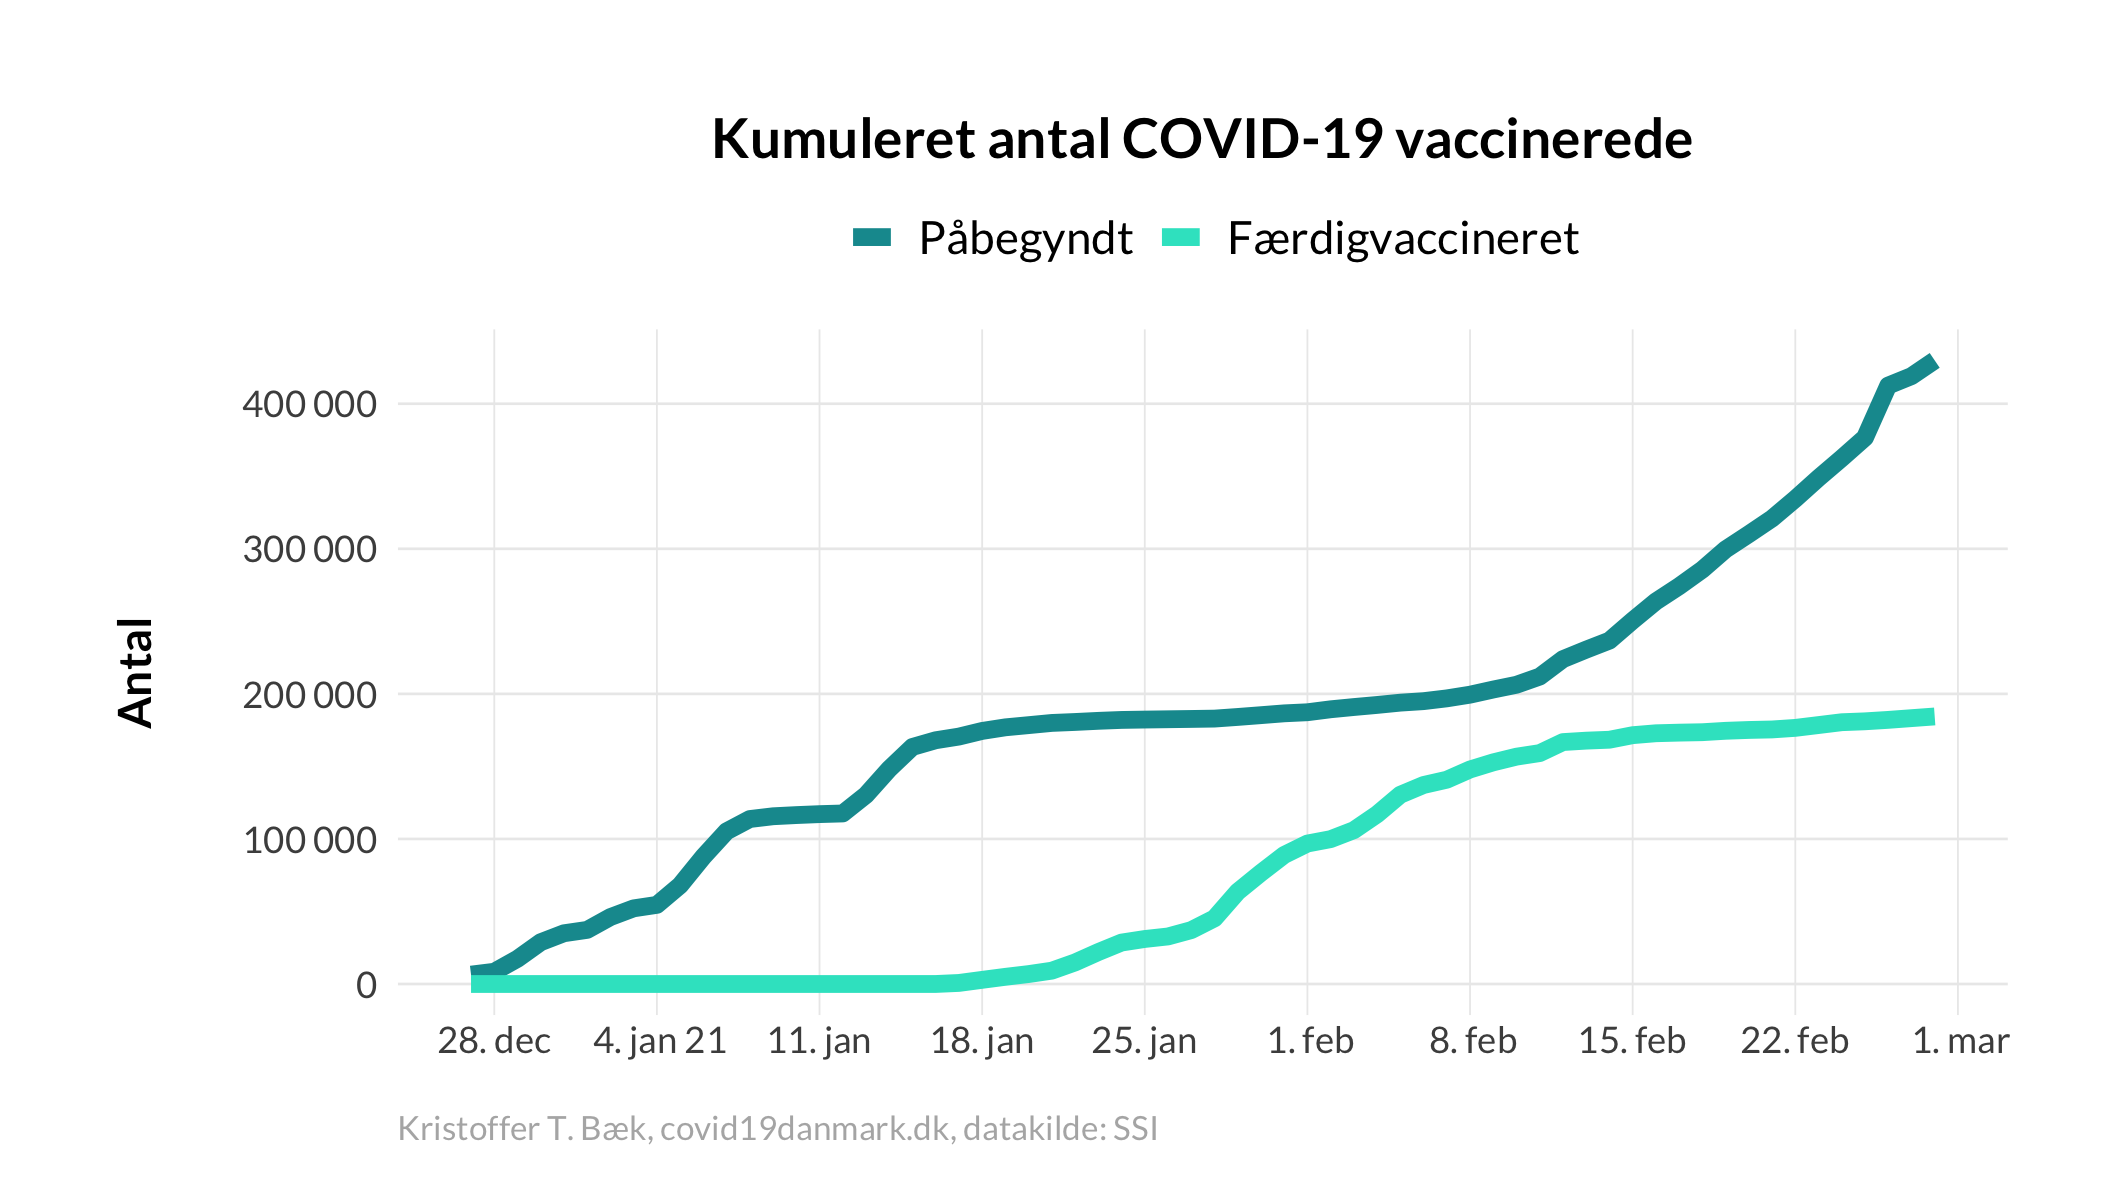 Kumuleret antal COVID-19 vaccinerede
Påbegyndt Færdigvaccineret
Antal
400 000
300 000
200 000
100 000
0
28. dec 4. jan 21 11. jan 18. jan 25. jan 1. feb 8. feb 15. feb 22. feb 1. mar
Kristoffer T. Bæk, covid19danmark.dk, datakilde: SSI